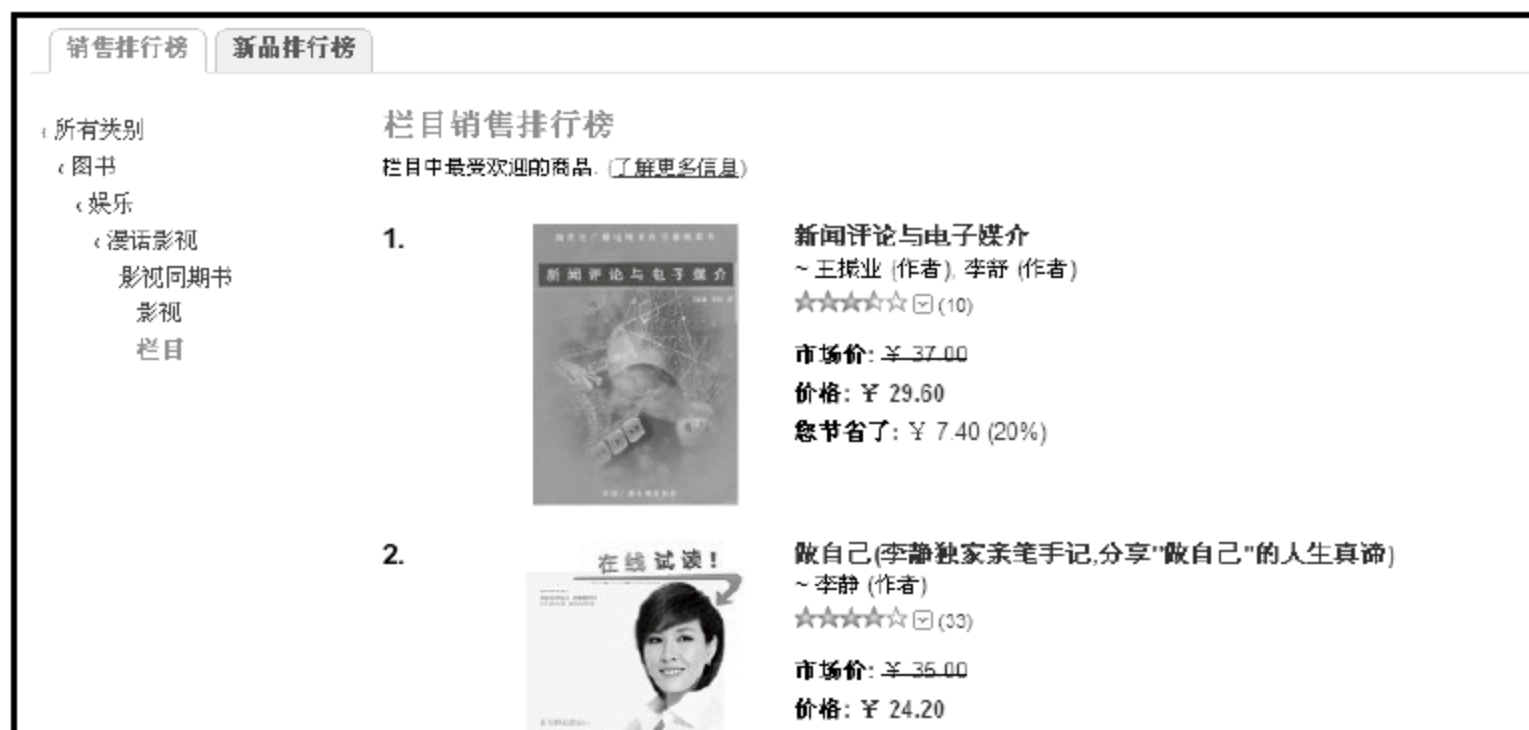 销售排行榜
新品排行榜
‹ 所有类别
‹ 图书
‹ 娱乐
‹ 漫话影视
影视同期书
影视
栏目
栏目销售排行榜
栏目中最受欢迎的商品. (了解更多信息)
1.
新闻评论与电子媒介
新闻评论与电子媒介
~ 王振业 (作者), 李舒 (作者)
(10)
市场价: ¥ 37.00
价格: ¥ 29.60
您节省了: ¥ 7.40 (20%)
2.
在线试读!
做自己(李静独家亲笔手记,分享"做自己"的人生真谛)
~ 李静 (作者)
(33)
市场价: ¥ 35.00
价格: ¥ 24.20